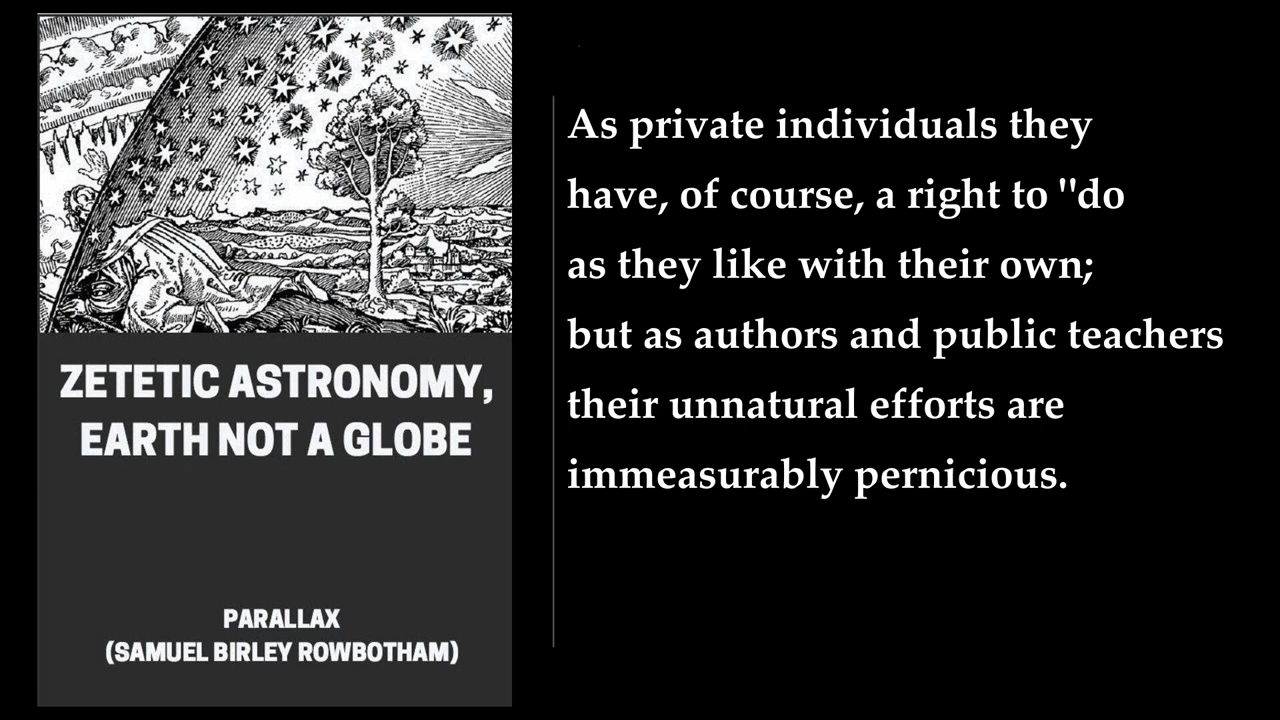 ZETETIC ASTRONOMY,
EARTH NOT A GLOBE
PARALLAX
(SAMUEL BIRLEY ROWBOTHAM)
As private individuals they
have, of course, a right to "do
as they like with their own;
but as authors and public teachers
their unnatural efforts are
immeasurably pernicious.